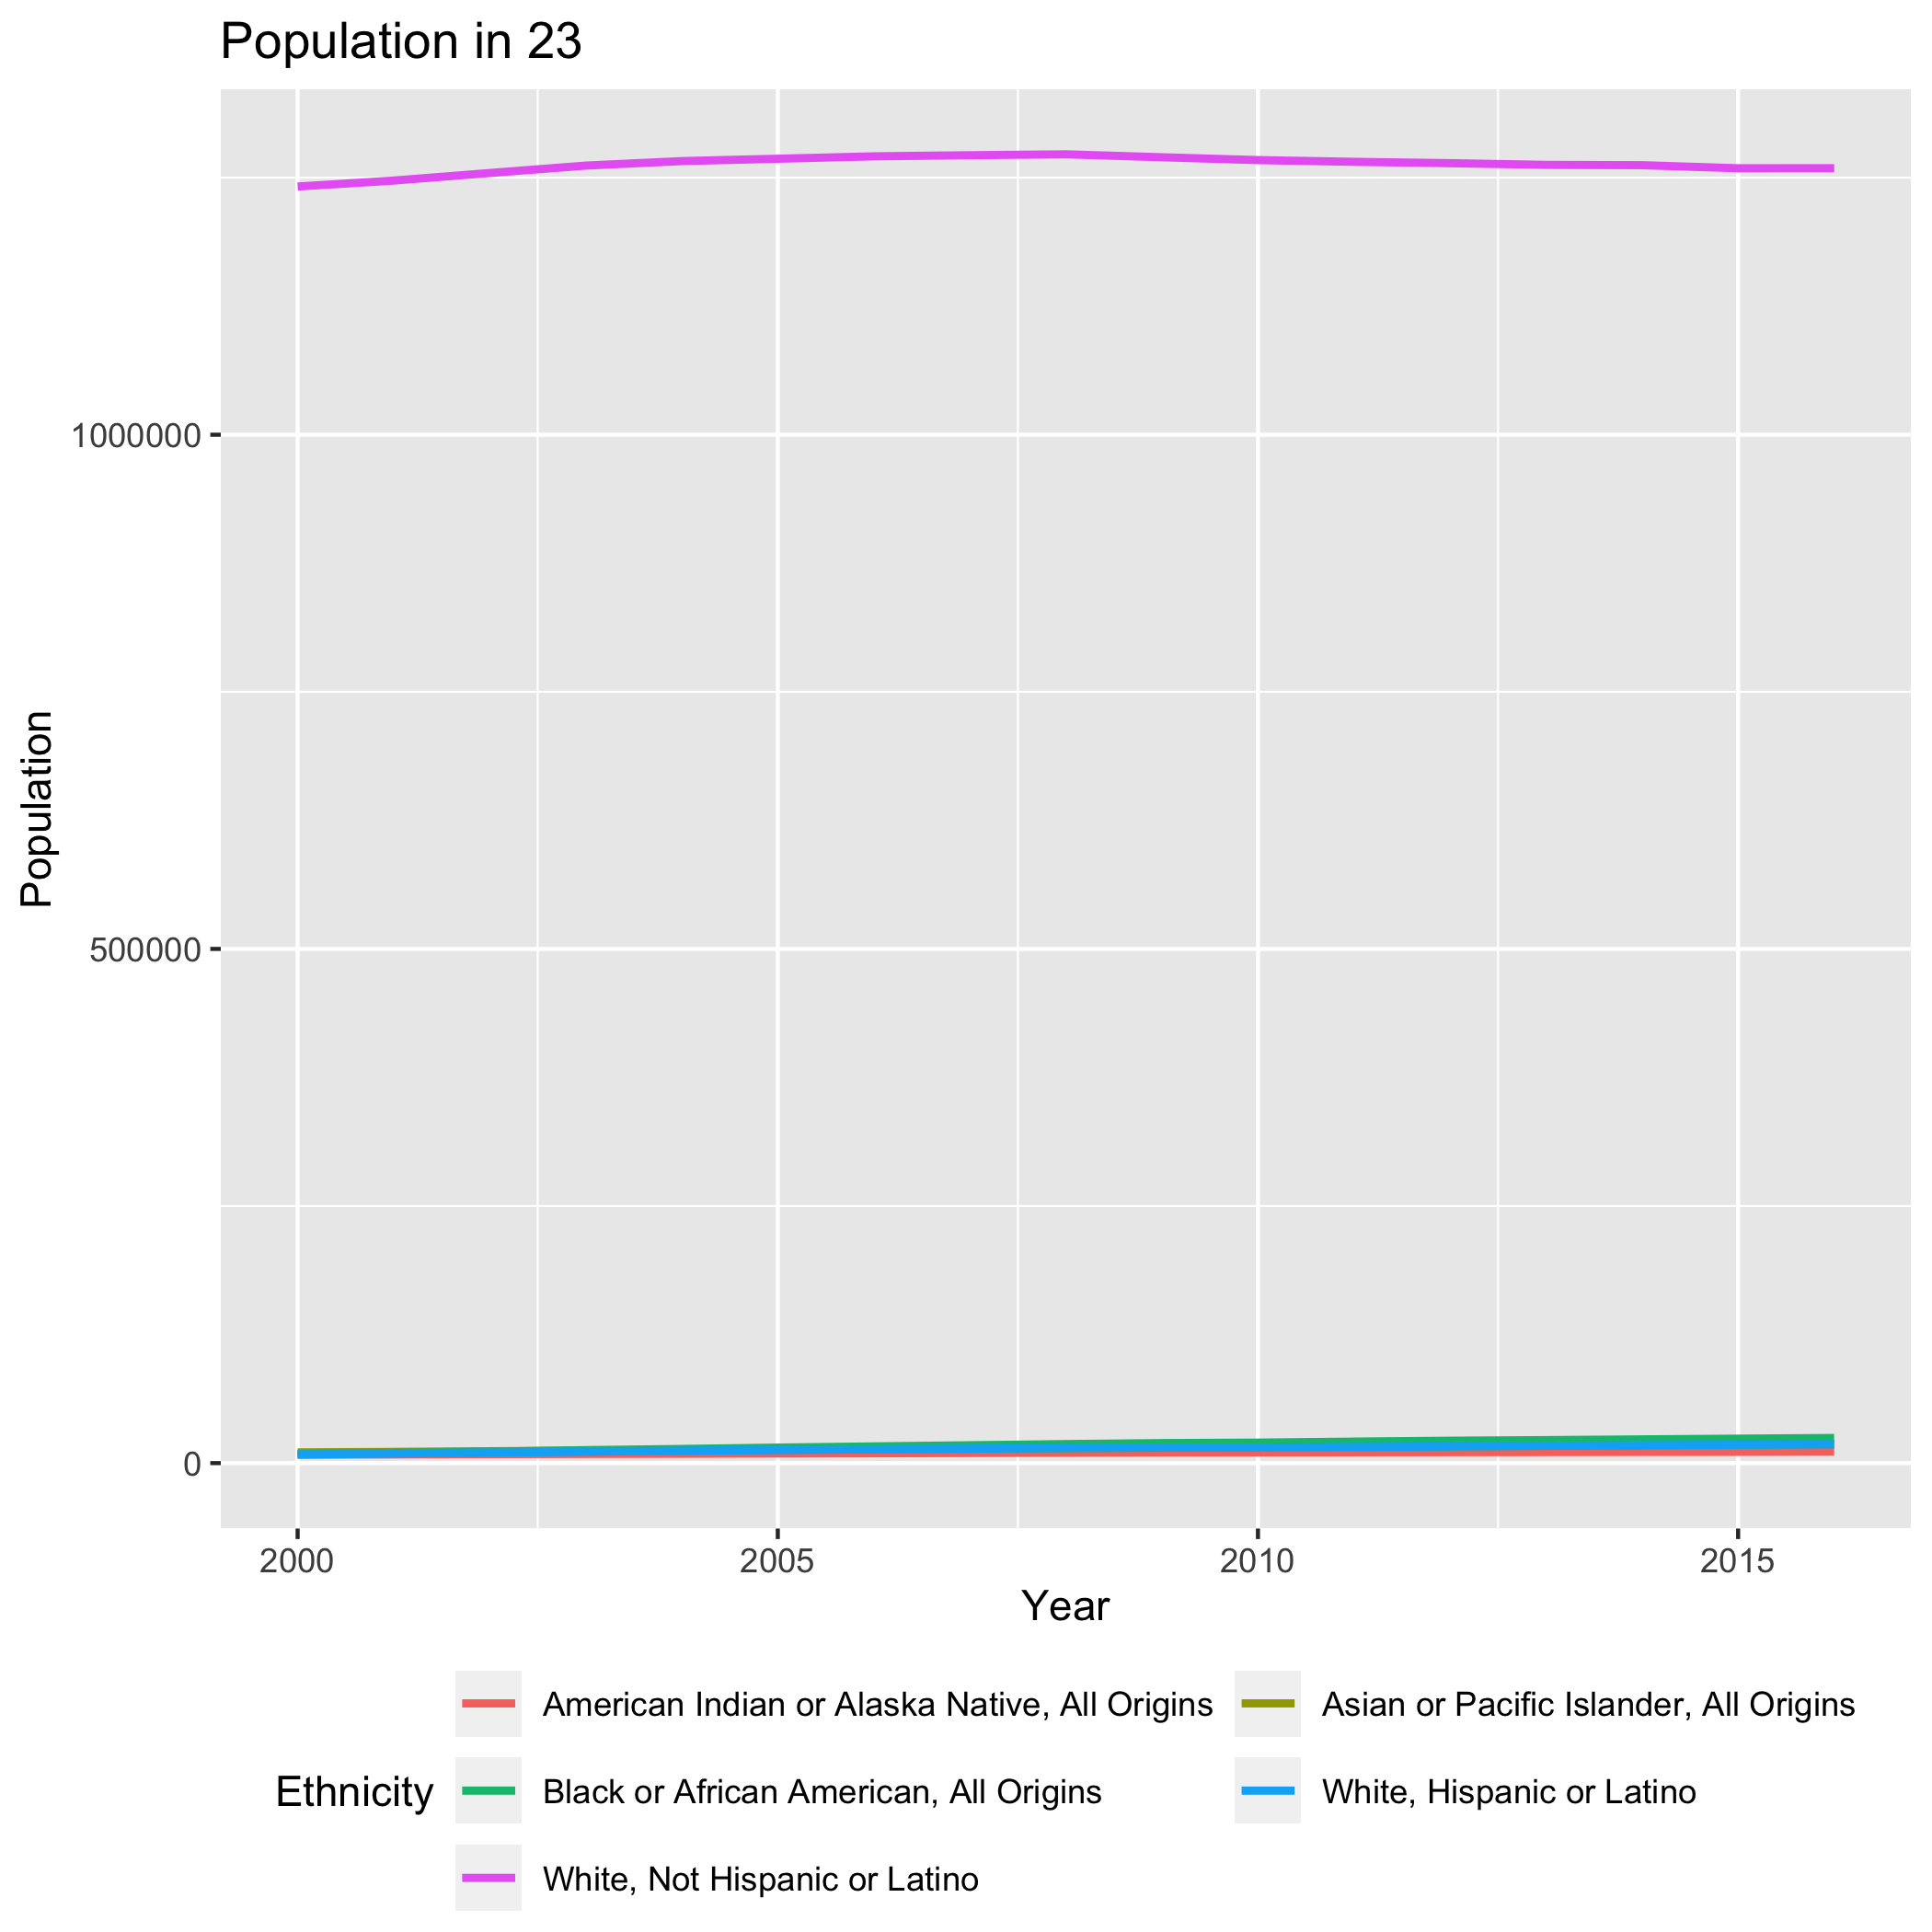 Population in 23
Population
1000000
500000
0
2000 2005 2010 2015
Year
Ethnicity
American Indian or Alaska Native, All Origins
Asian or Pacific Islander, All Origins
Black or African American, All Origins
White, Hispanic or Latino
White, Not Hispanic or Latino